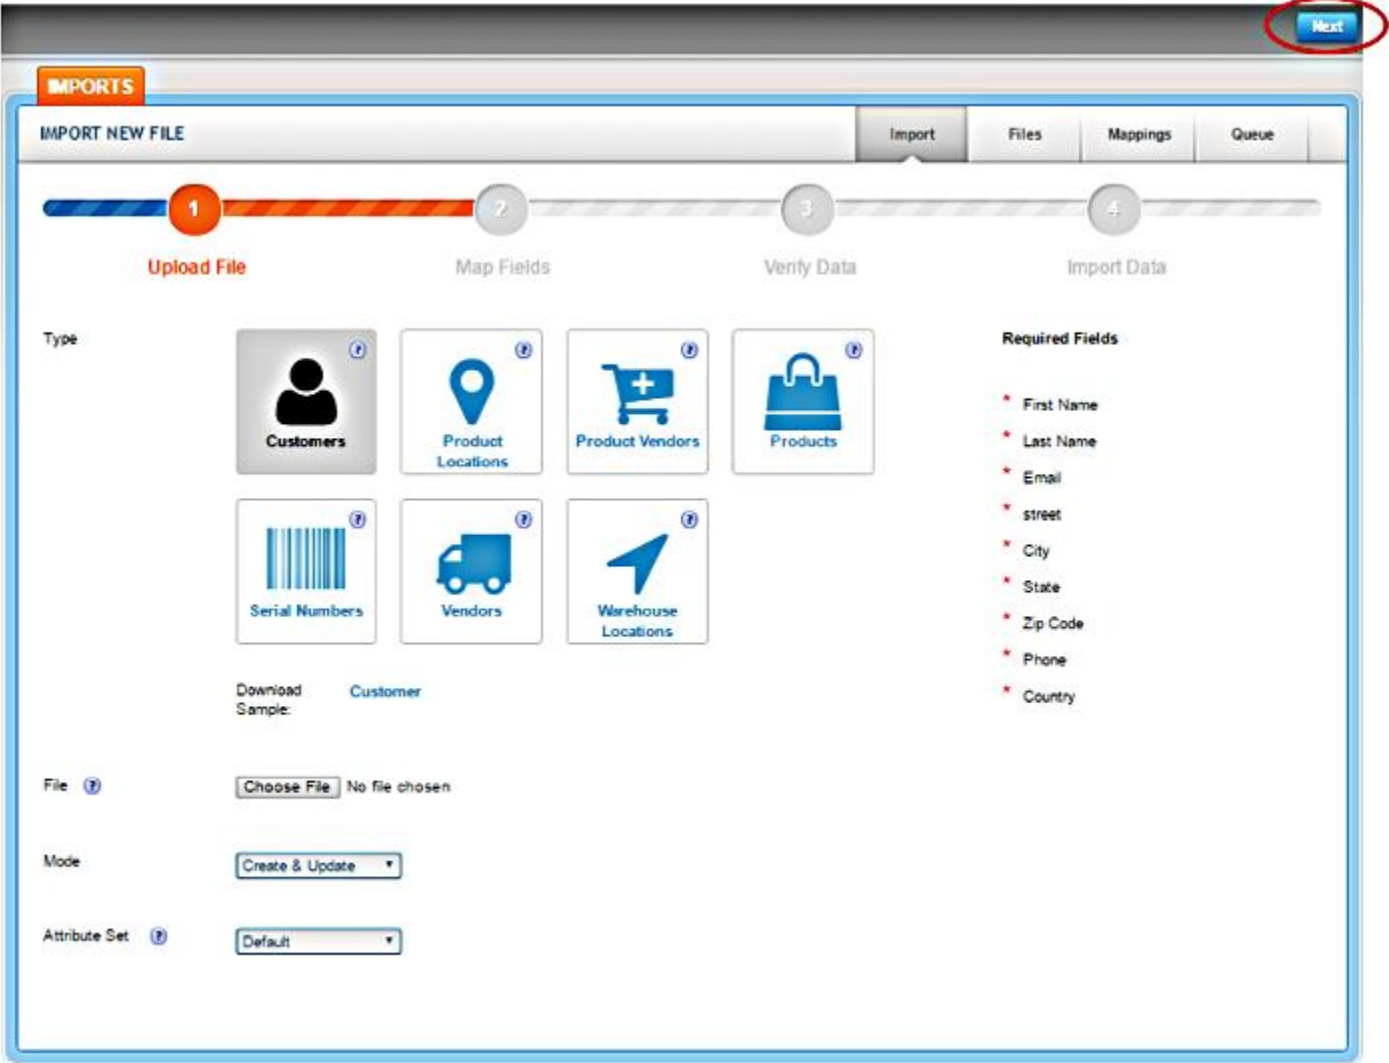 Next
IMPORTS
IMPORT NEW FILE
Import
Files
Mappings
Queue
1
2
3
4
Upload File
Map Fields
Verify Data
Import Data
Type
Customers
Product
Locations
Product Vendors
Products
Serial Numbers
Vendors
Warehouse
Locations
Required Fields
* First Name
* Last Name
* Email
* street
* City
* State
* Zip Code
* Phone
* Country
Download
Sample:
Customer
File ?
Choose File No file chosen
Mode
Create & Update
Attribute Set ?
Default